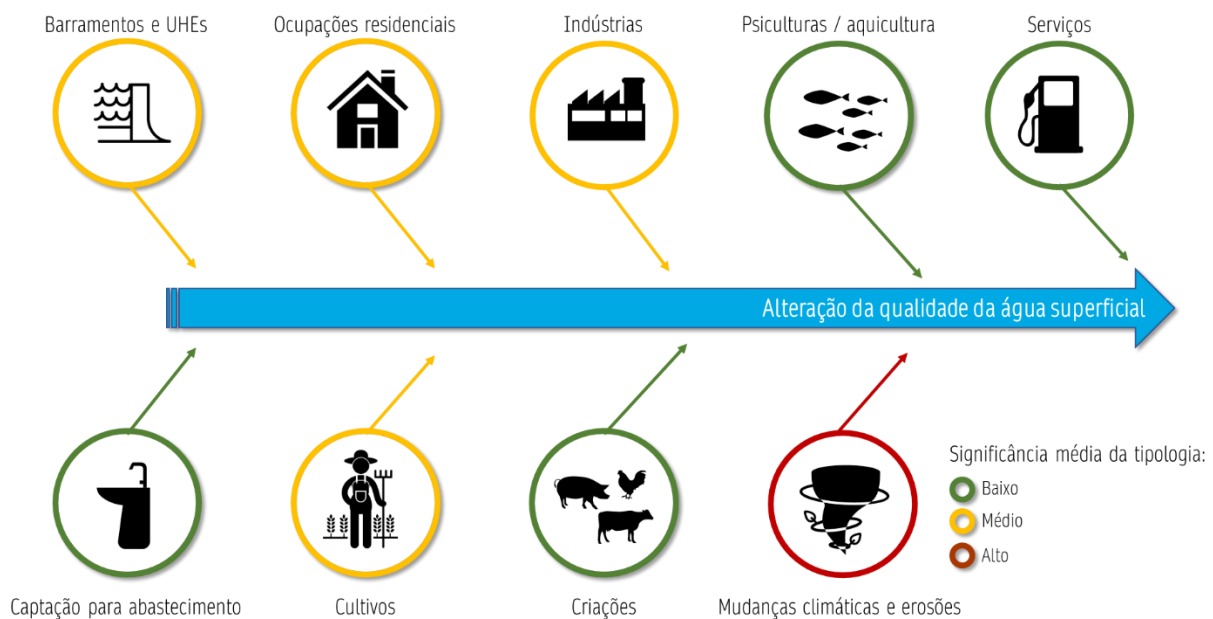 Barramentos e UHEs
Ocupações residenciais
Indústrias
Psiculturas / aquicultura
Serviços
Alteração da qualidade da água superficial
Significância média da tipologia:
Baixo
Médio
Alto
Captação para abastecimento
Cultivos
Criações
Mudanças climáticas e erosões